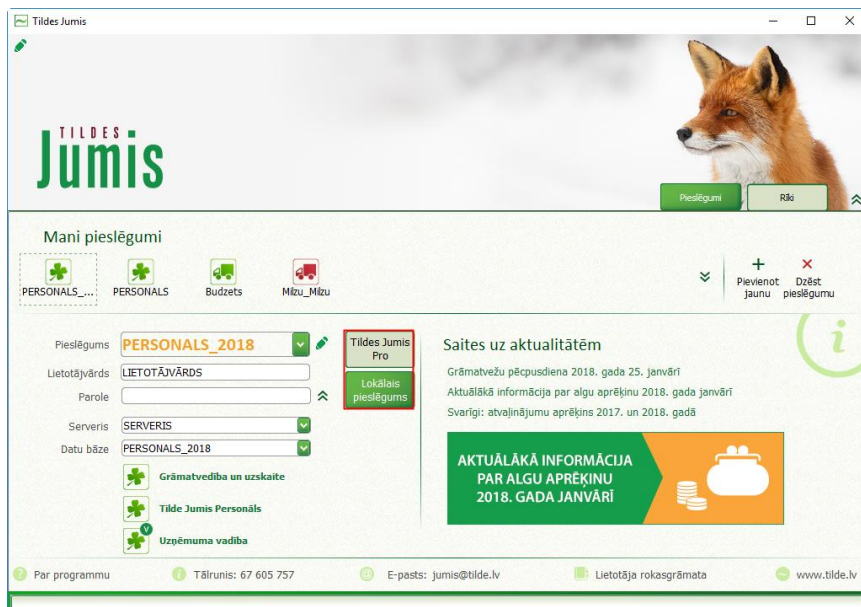 Tildes Jumis
TILDES
Jumis
Pieslēgumi
Rīki
Mani pieslēgumi
PERSONALS_...
PERSONALS
Budzets
Milzu_Milzu
Pievienot
jaunu
Dzēst
pieslēgumu
Pieslēgums
PERSONALS_2018
Lietotājvārds
LIETOTĀJVĀRDS
Parole
Serveris
SERVERIS
Datu bāze
PERSONALS_2018
Tildes Jumis
Pro
Lokālais
pieslēgums
Grāmatvedība un uzskaite
Tilde Jumis Personāls
V
Uzņēmuma vadība
Saites uz aktualitātēm
i
Grāmatvežu pēcpusdiena 2018. gada 25. janvārī
Aktuālākā informācija par algu aprēķinu 2018. gada janvārī
Svarīgi: atvaļinājumu aprēķins 2017. un 2018. gadā
AKTUĀLĀKĀ INFORMĀCIJA
PAR ALGU APRĒĶINU
2018. GADA JANVĀRĪ
? Par programmu
i Tālrunis: 67 605 757
@ E-pasts: jumis@tilde.lv
Lietotāja rokasgrāmata
www.tilde.lv